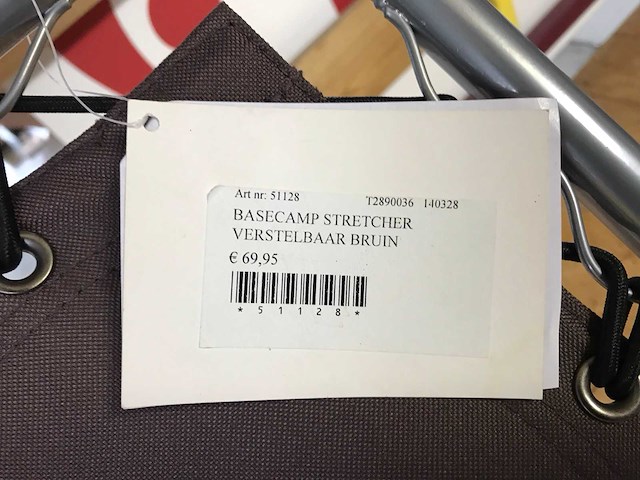 Art nr: 51128 T2890036 140328
BASECAMP STRETCHER
VERSTELBAAR BRUIN
€ 69,95
* 5 1 1 2 8 *